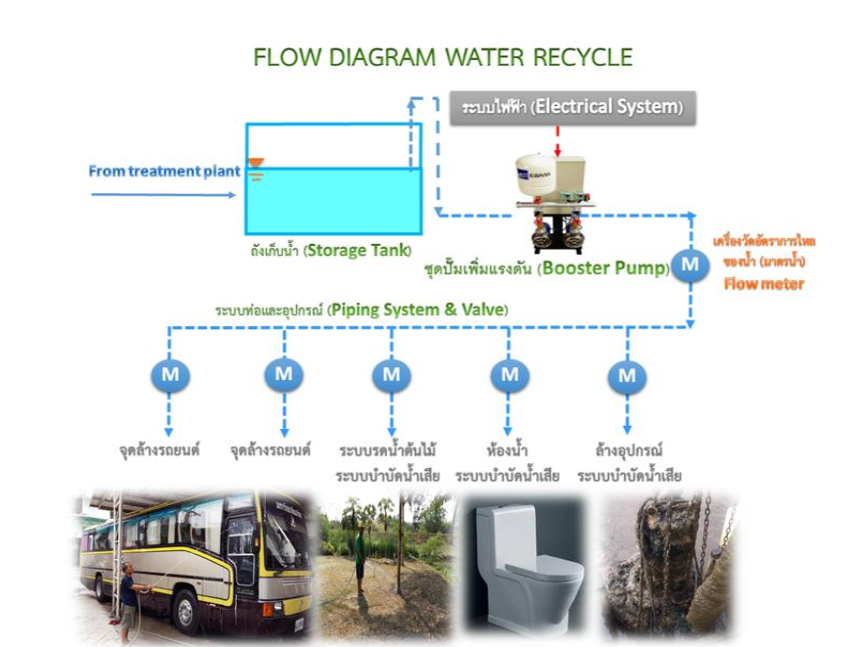 FLOW DIAGRAM WATER RECYCLE
ระบบไฟฟ้า (Electrical System)
From treatment plant
EBARA
ถังเก็บน้ำ (Storage Tank)
ชุดปั๊มเพิ่มแรงดัน (Booster Pump)
M
เครื่องวัดอัตราการไหล
ของน้ำ (มาตรน้ำ)
Flow meter
ระบบท่อและอุปกรณ์ (Piping System & Valve)
M M M M M
จุดล้างรถยนต์ จุดล้างรถยนต์ ระบบรดน้ำต้นไม้ ห้องน้ำ ล้างอุปกรณ์
ระบบบำบัดน้ำเสีย ระบบบำบัดน้ำเสีย ระบบบำบัดน้ำเสีย